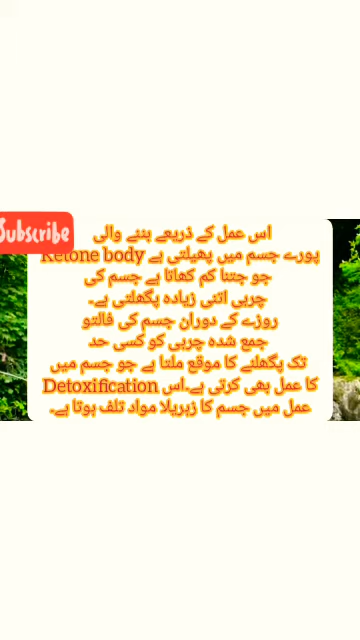 Subscribe
اس عمل کے ذریعے بننے والی
پورے جسم میں پھیلتی ہے Ketone body
جو جتنا کم کھاتا ہے جسم کی
چربی اتنی زیادہ پگھلتی ہے۔
روزے کے دوران جسم کی فالتو
جمع شدہ چربی کو کسی حد
تک پگھلنے کا موقع ملتا ہے جو جسم میں
کا عمل بھی کرتی ہے۔اس Detoxification
عمل میں جسم کا زہریلا مواد تلف ہوتا ہے۔